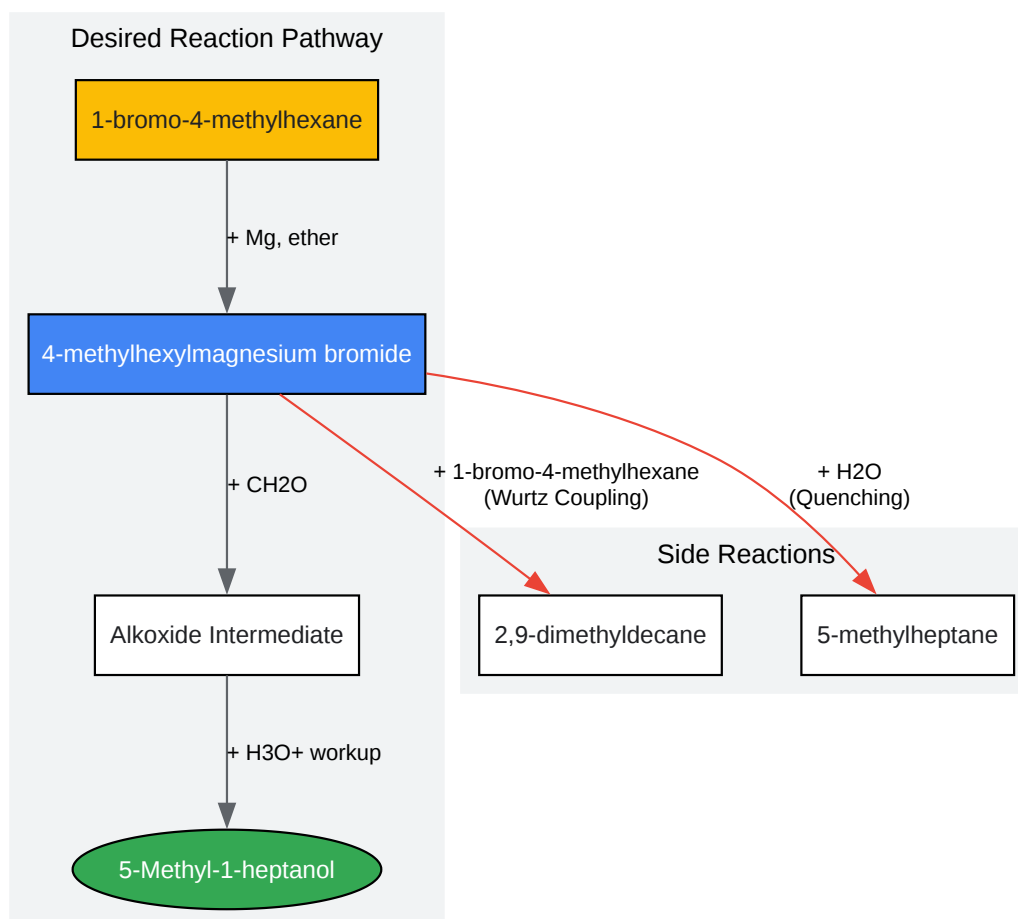 Desired Reaction Pathway
1-bromo-4-methylhexane
+ Mg, ether
4-methylhexylmagnesium bromide
+ CH2O
+ 1-bromo-4-methylhexane
(Wurtz Coupling)
+ H2O
(Quenching)
Side Reactions
Alkoxide Intermediate
2,9-dimethyldecane
5-methylheptane
+ H3O+ workup
5-Methyl-1-heptanol